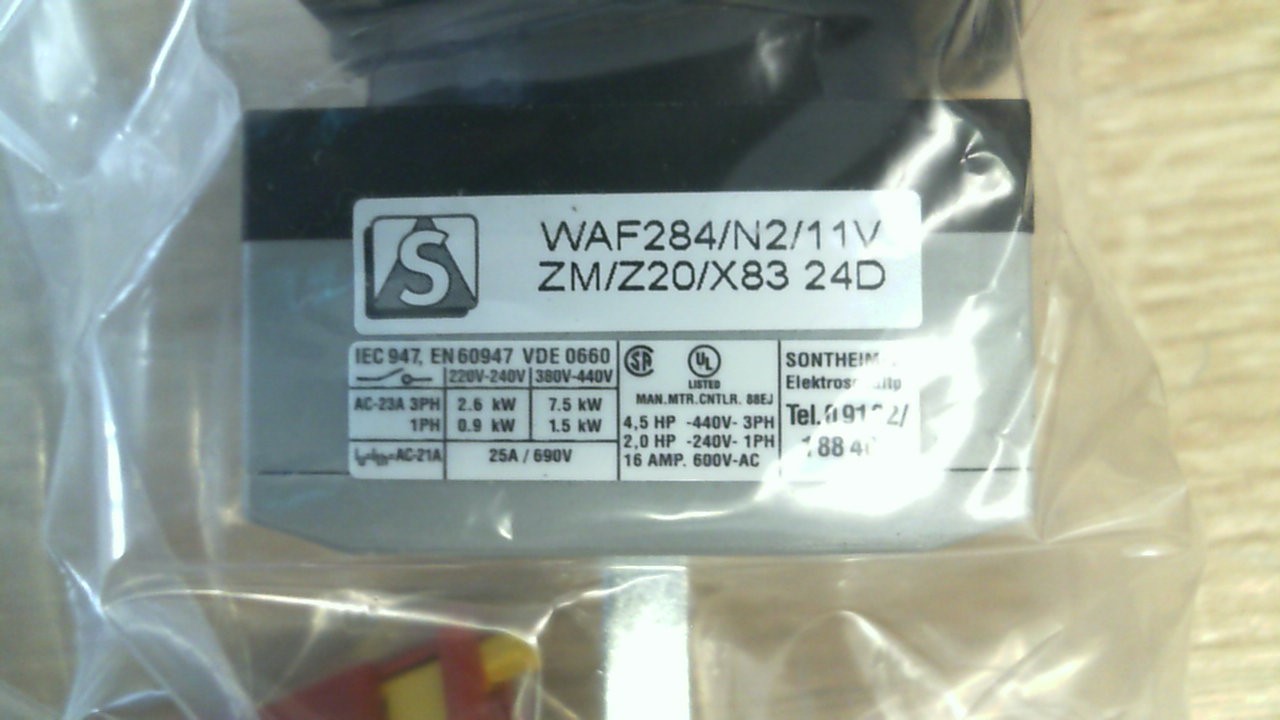 S
WAF284/N2/11V
ZM/Z20/X83 24D
IEC 947, EN 60947 VDE 0660
220V-240V 380V-440V
AC-23A 3PH 2.6 kW 7.5 kW
1PH 0.9 kW 1.5 kW
AC-21A 25A / 690V
SA UL
LISTED
MAN.MTR.CNTLR. 88EJ
4,5 HP -440V- 3PH
2,0 HP -240V- 1PH
16 AMP. 600V-AC
Tel.